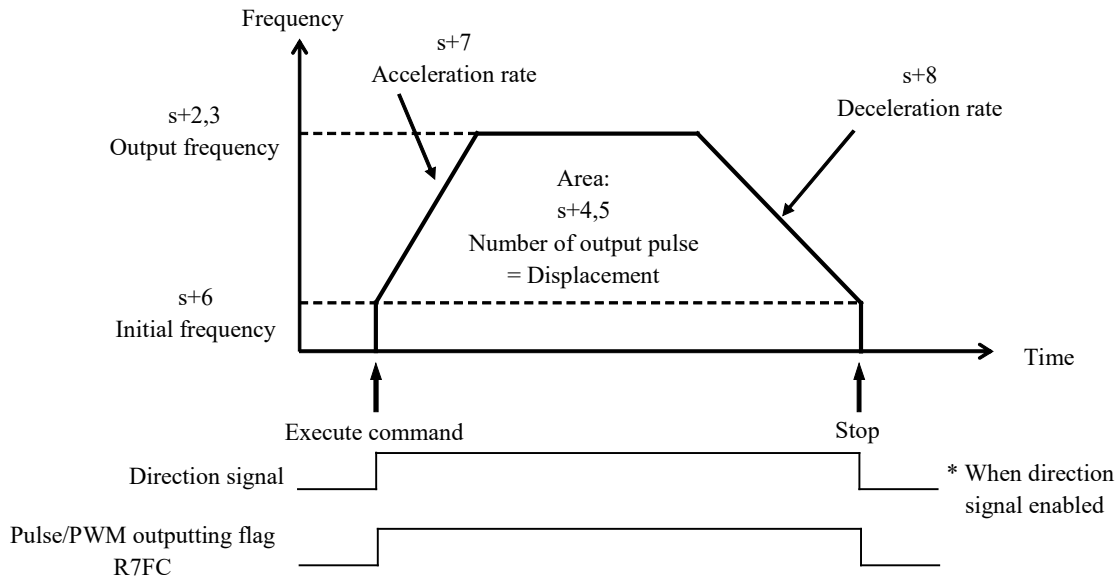 Frequency
s+7
Acceleration rate
s+8
Deceleration rate
s+2,3
Output frequency
Area:
s+4,5
Number of output pulse
= Displacement
s+6
Initial frequency
Time
Execute command
Stop
Direction signal
* When direction
signal enabled
Pulse/PWM outputting flag
R7FC